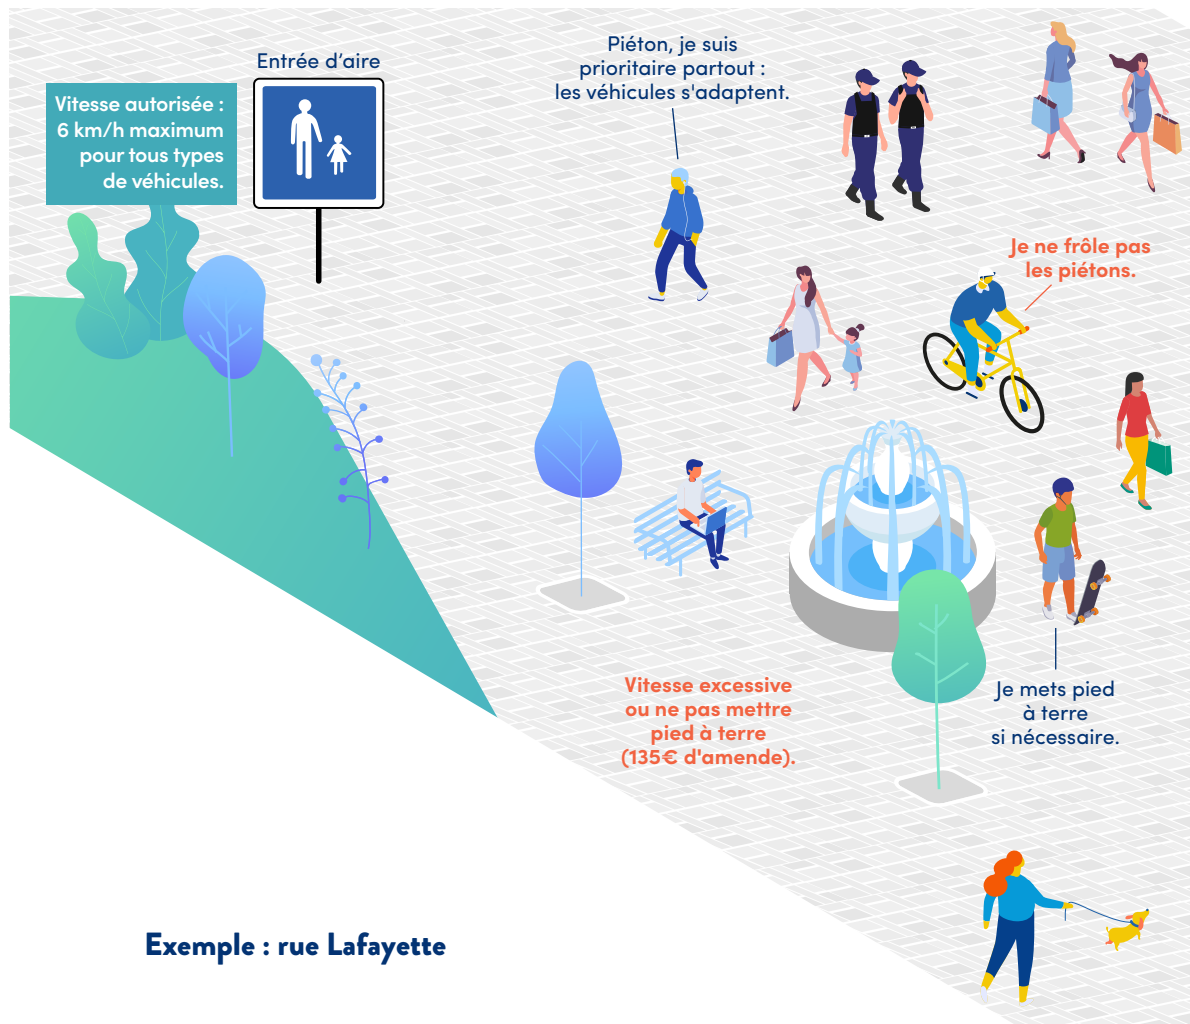 Entrée d’aire
Vitesse autorisée :
6 km/h maximum
pour tous types
de véhicules.
Piéton, je suis
prioritaire partout :
les véhicules s'adaptent.
Je ne frôle pas
les piétons.
Vitesse excessive
ou ne pas mettre
pied à terre
(135€ d'amende).
Je mets pied
à terre
si nécessaire.
Exemple : rue Lafayette